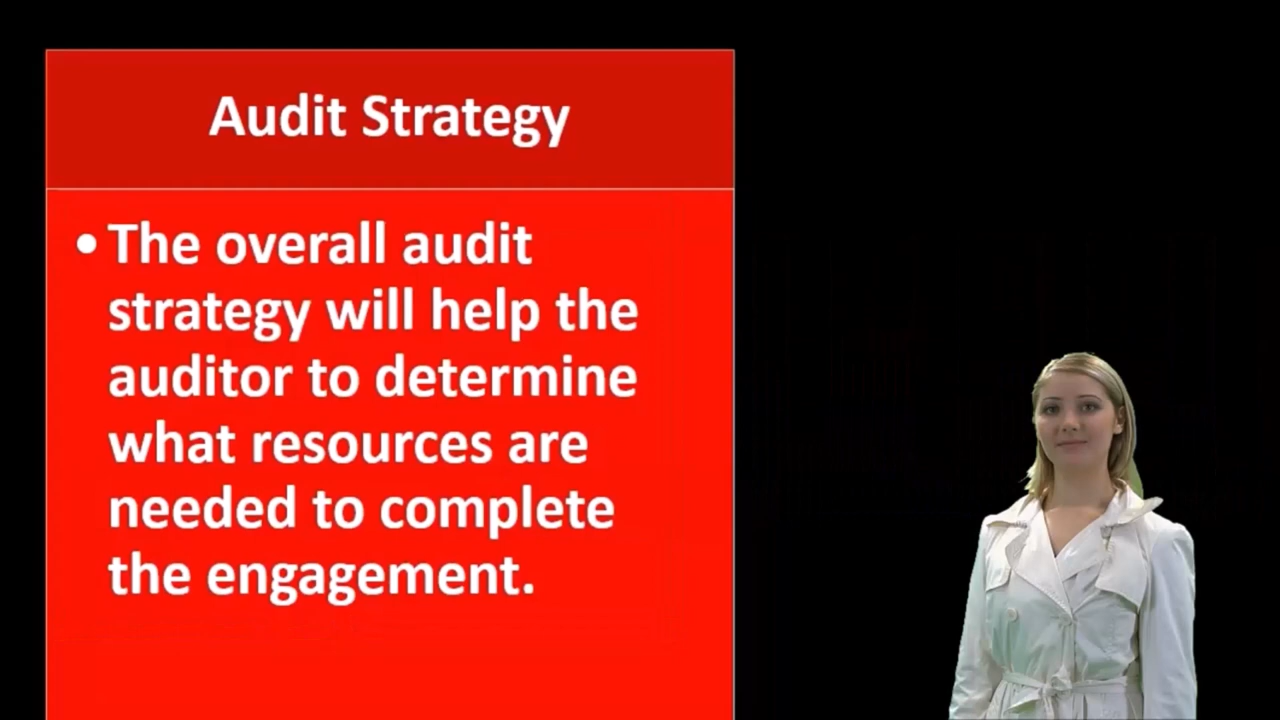 Audit Strategy
• The overall audit
strategy will help the
auditor to determine
what resources are
needed to complete
the engagement.